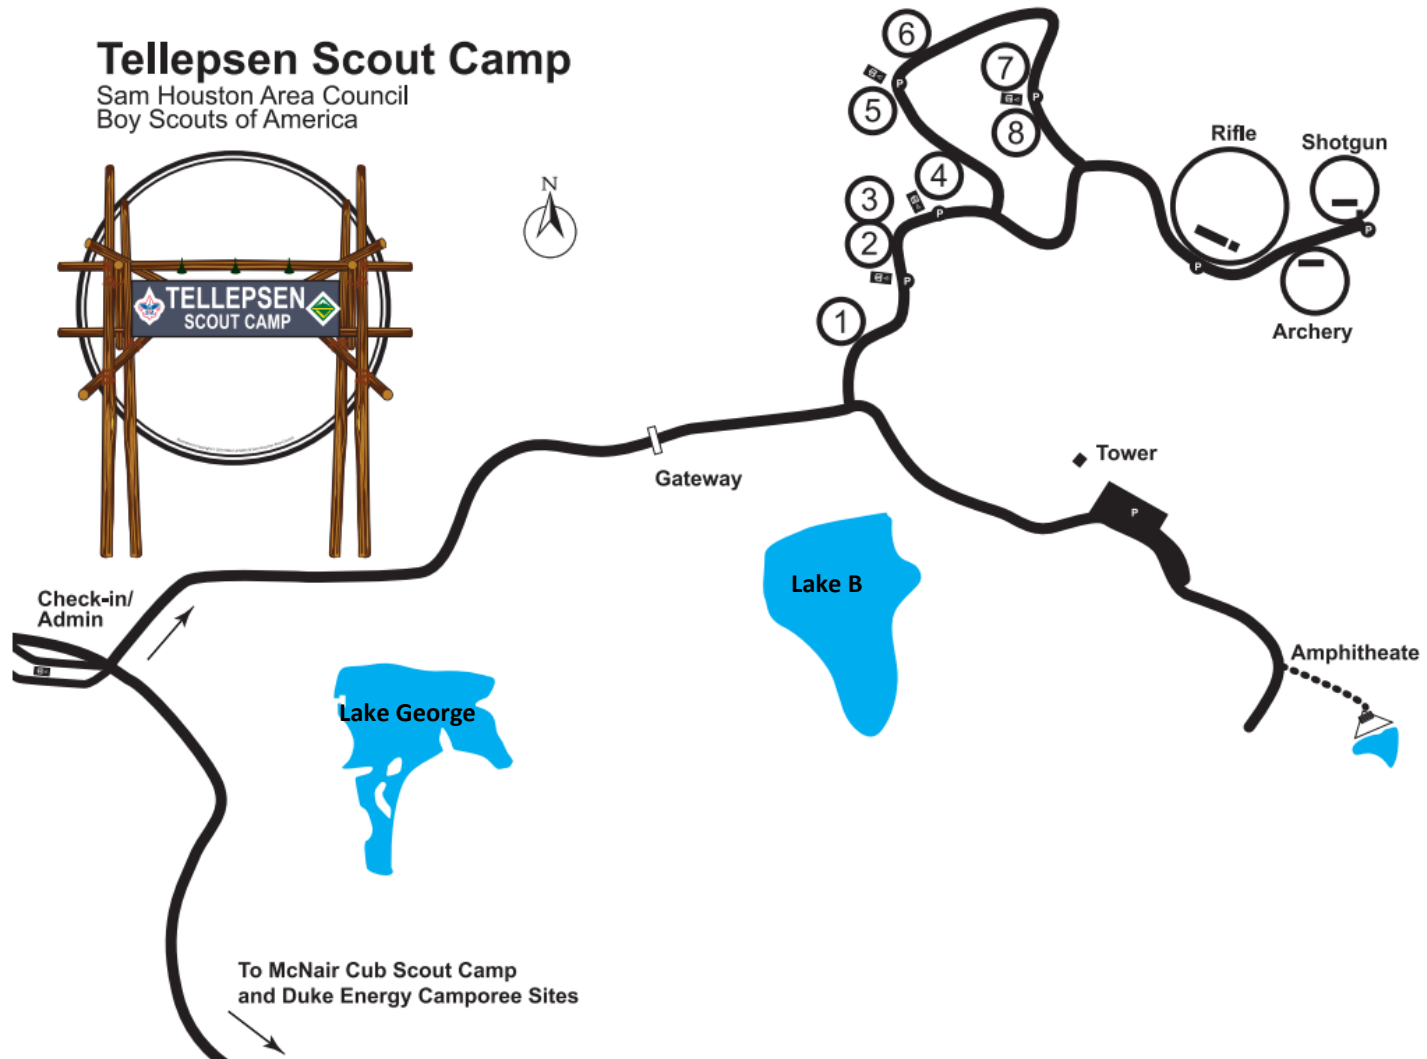 Tellepsen Scout Camp
Sam Houston Area Council
Boy Scouts of America
TELLEPSEN
SCOUT CAMP
N
6
7
5
8
4
3
2
1
P
P
P
P
P
P
Rifle
Shotgun
Archery
Gateway
Tower
P
Lake B
Check-in/
Admin
Lake George
Amphitheate
To McNair Cub Scout Camp
and Duke Energy Camporee Sites